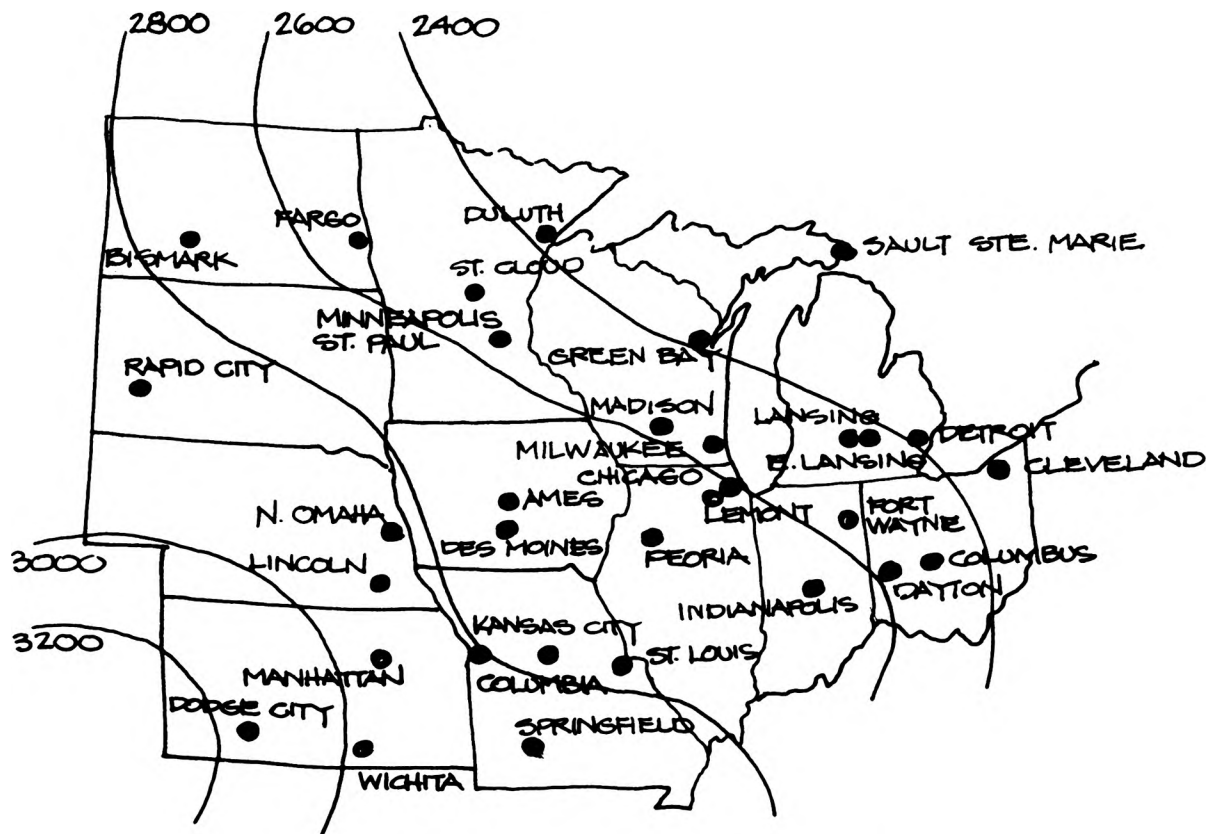 2800 2600 2400
FARGO
DULUTH
SAULT STE. MARIE
BISMARK
ST. CLOUD
MINNEAPOLIS
ST. PAUL
GREEN BAY
RAPID CITY
MADISON
LANSING
DETROIT
MILWAUKEE
E. LANSING
CLEVELAND
CHICAGO
AMES
LEMONT
FORT
WAYNE
N. OMAHA
DES MOINES
PEORIA
COLUMBUS
3000
LINCOLN
DAYTON
INDIANAPOLIS
3200
KANSAS CITY
ST. LOUIS
MANHATTAN
COLUMBIA
DODGE CITY
SPRINGFIELD
WICHITA